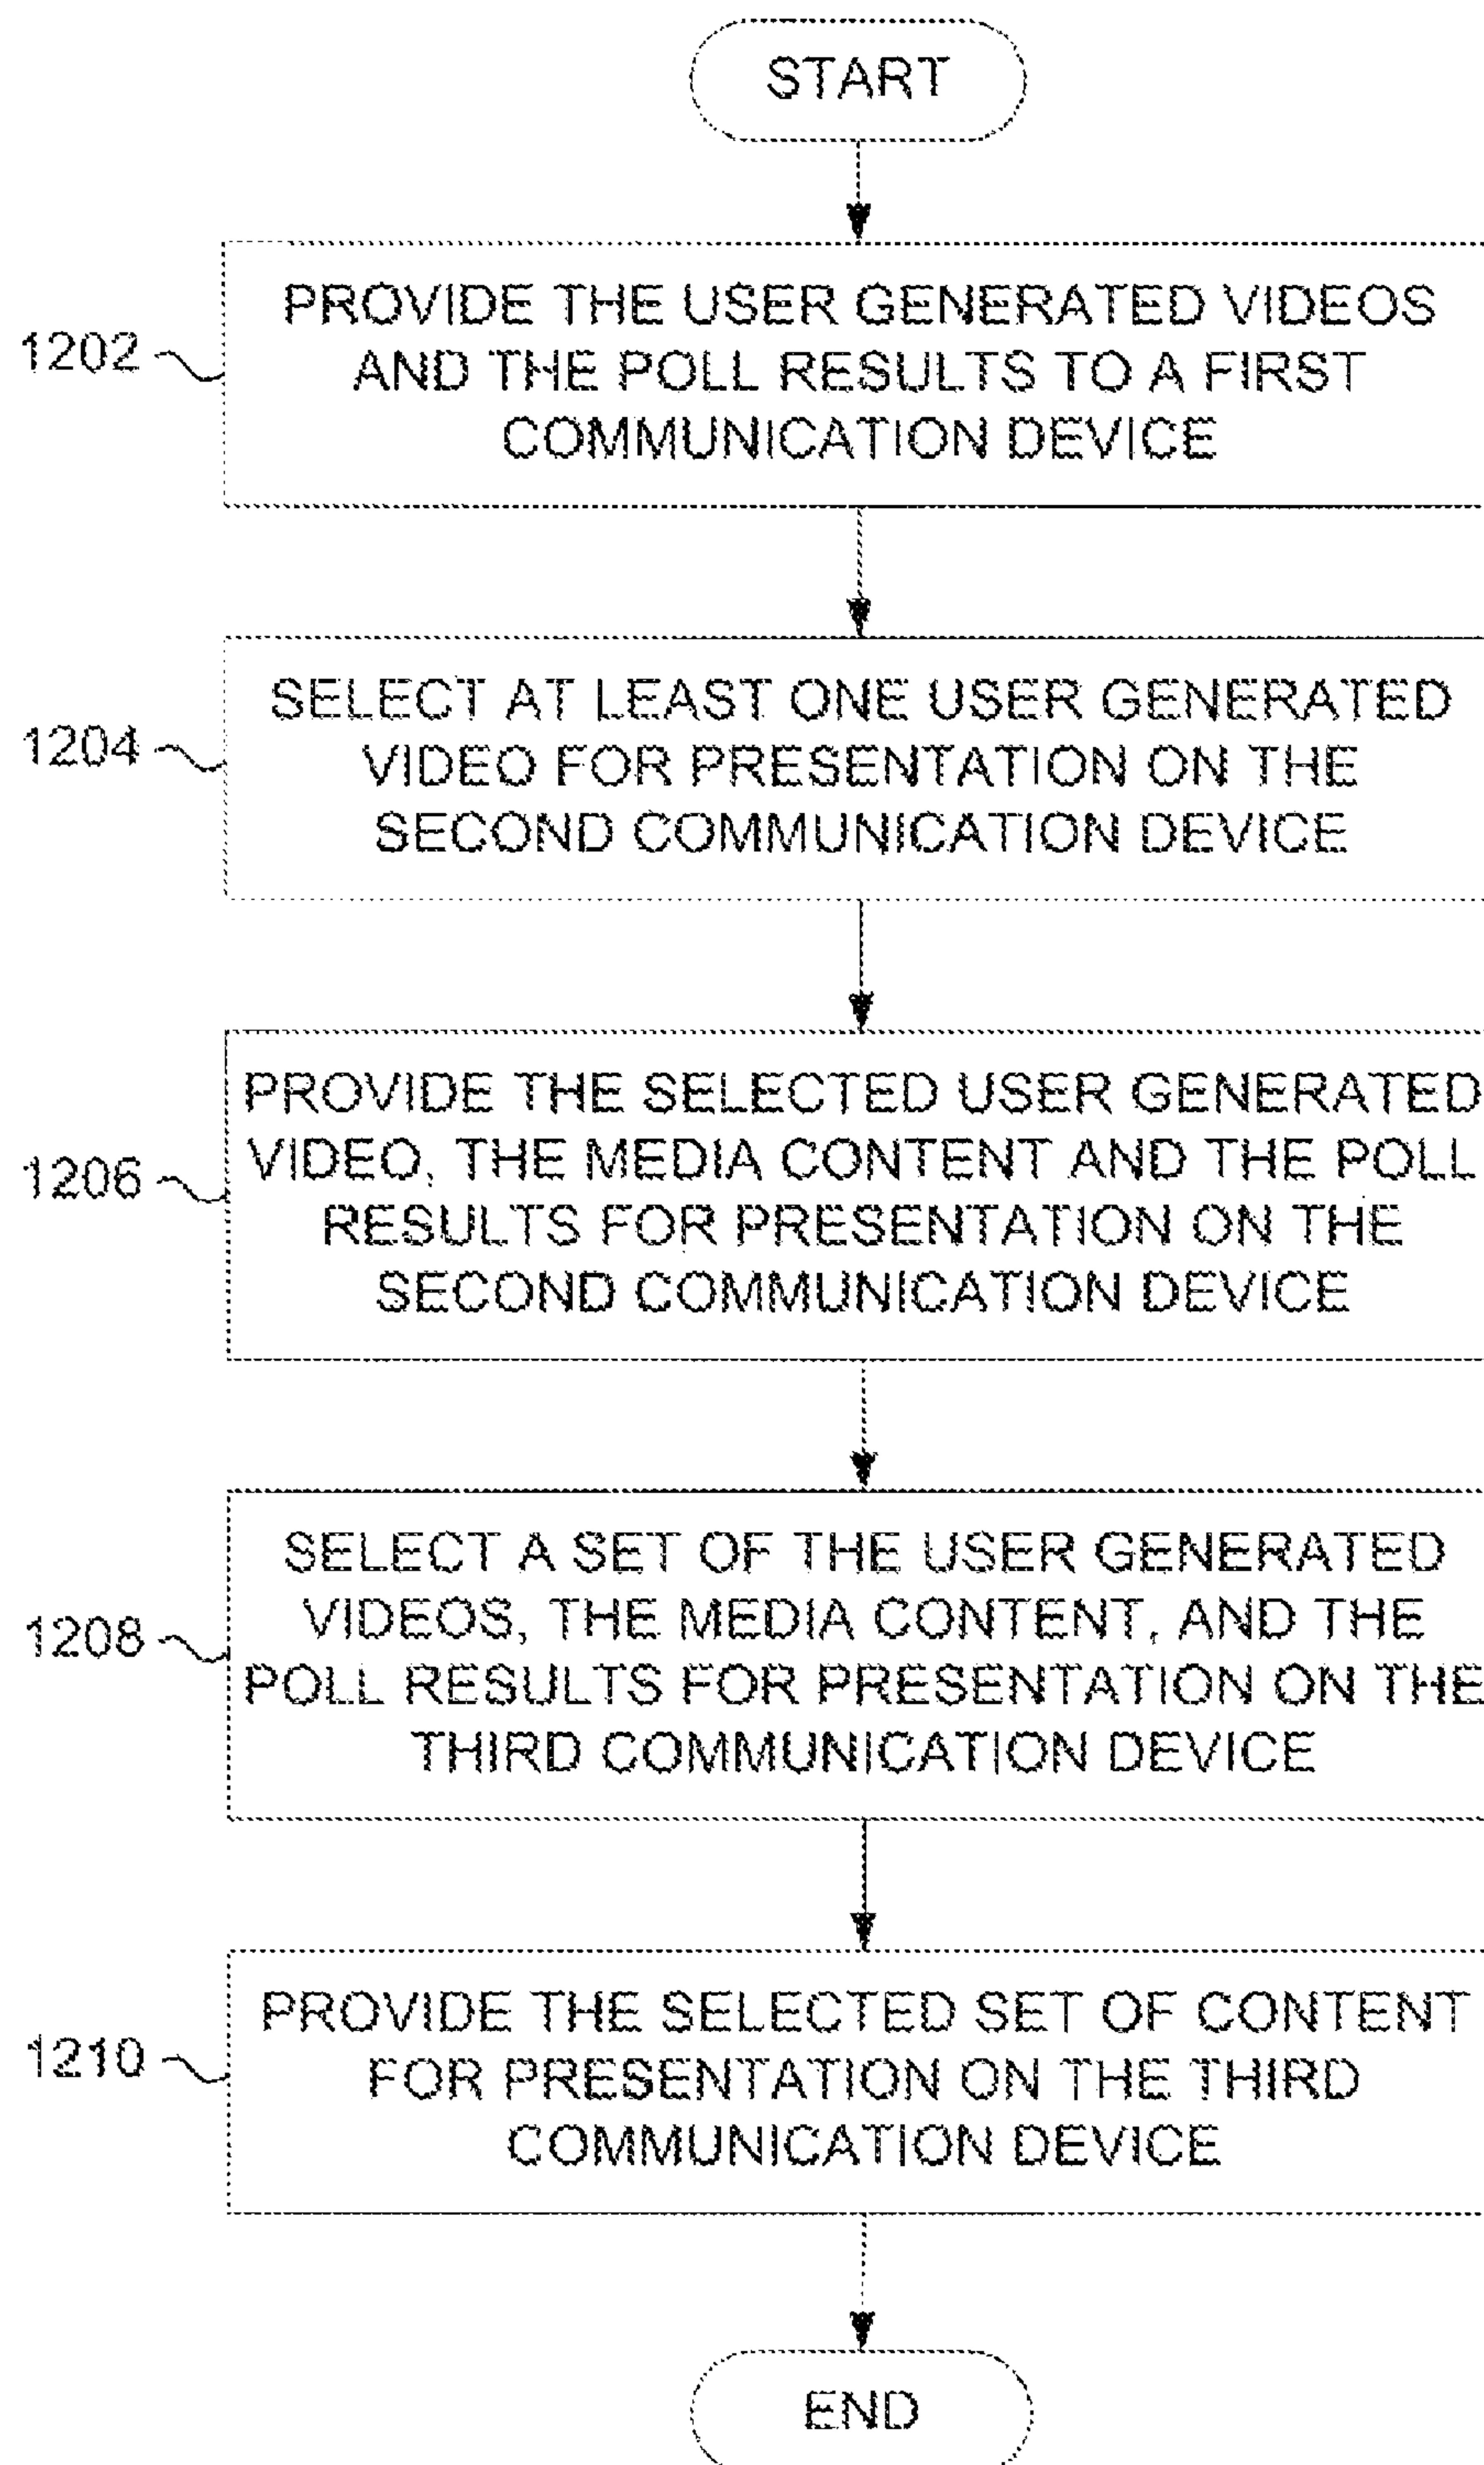 START
1202
PROVIDE THE USER GENERATED VIDEOS
AND THE POLL RESULTS TO A FIRST
COMMUNICATION DEVICE
1204
SELECT AT LEAST ONE USER GENERATED
VIDEO FOR PRESENTATION ON THE
SECOND COMMUNICATION DEVICE
1206
PROVIDE THE SELECTED USER GENERATED
VIDEO, THE MEDIA CONTENT AND THE POLL
RESULTS FOR PRESENTATION ON THE
SECOND COMMUNICATION DEVICE
1208
SELECT A SET OF THE USER GENERATED
VIDEOS, THE MEDIA CONTENT, AND THE
POLL RESULTS FOR PRESENTATION ON THE
THIRD COMMUNICATION DEVICE
1210
PROVIDE THE SELECTED SET OF CONTENT
FOR PRESENTATION ON THE THIRD
COMMUNICATION DEVICE
END